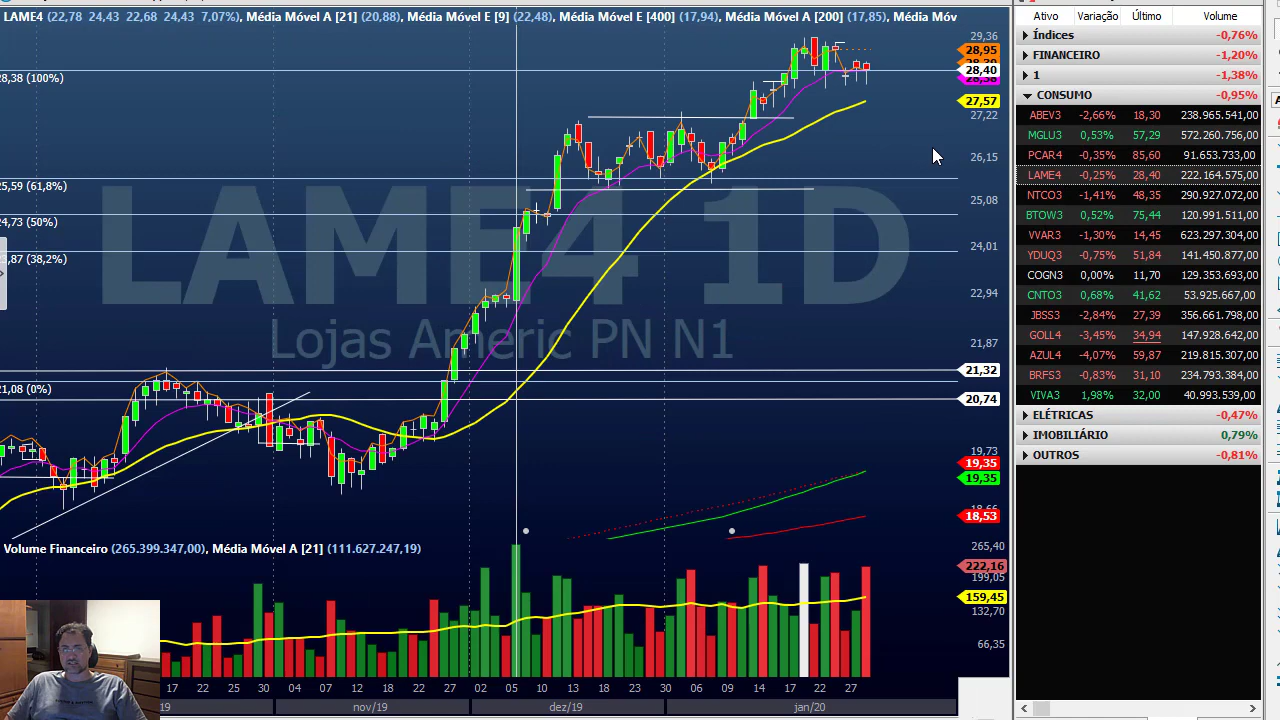 LAME4 (22,78 24,43 22,68 24,43 7,07%), Média Móvel A [21] (20,88), Média Móvel E [9] (22,48), Média Móvel E [400] (17,94), Média Móvel A [200] (17,85), Média Móv
29,36
28,95
28,40
28,38 (100%)
27,57
27,22
26,15
25,59 (61,8%)
25,08
24,73 (50%)
24,01
23,87 (38,2%)
22,94
LAME4 1D
Lojas Americ PN N1
21,87
21,32
21,08 (0%)
20,74
19,73
19,35
19,35
18,53
Volume Financeiro (265.399.347,00), Média Móvel A [21] (111.627.247,19)
265,40
222,16
199,05
159,45
132,70
66,35
17 22 25 30 04 07 12 18 22 27 02 05 10 13 18 23 30 06 09 14 17 22 27
19 nov/19 dez/19 jan/20
Ativo Variação Último Volume
Índices -0,76%
FINANCEIRO -1,20%
1 -1,38%
CONSUMO -0,95%
ABEV3 -2,66% 18,30 238.965.541,00
MGLU3 0,53% 57,29 572.260.756,00
PCAR4 -0,35% 85,60 91.653.733,00
LAME4 -0,25% 28,40 222.164.575,00
NTCO3 -1,41% 48,35 290.927.072,00
BTOW3 0,52% 75,44 120.991.511,00
VVAR3 -1,30% 14,45 623.297.304,00
YDUQ3 -0,75% 51,84 141.450.877,00
COGN3 0,00% 11,70 129.353.693,00
CNTO3 0,68% 41,62 53.925.667,00
JBSS3 -2,84% 27,39 356.661.798,00
GOLL4 -3,45% 34,94 147.928.642,00
AZUL4 -4,07% 59,87 219.815.307,00
BRFS3 -0,83% 31,10 234.793.384,00
VIVA3 1,98% 32,00 40.993.539,00
ELÉTRICAS -0,47%
IMOBILIÁRIO 0,79%
OUTROS -0,81%